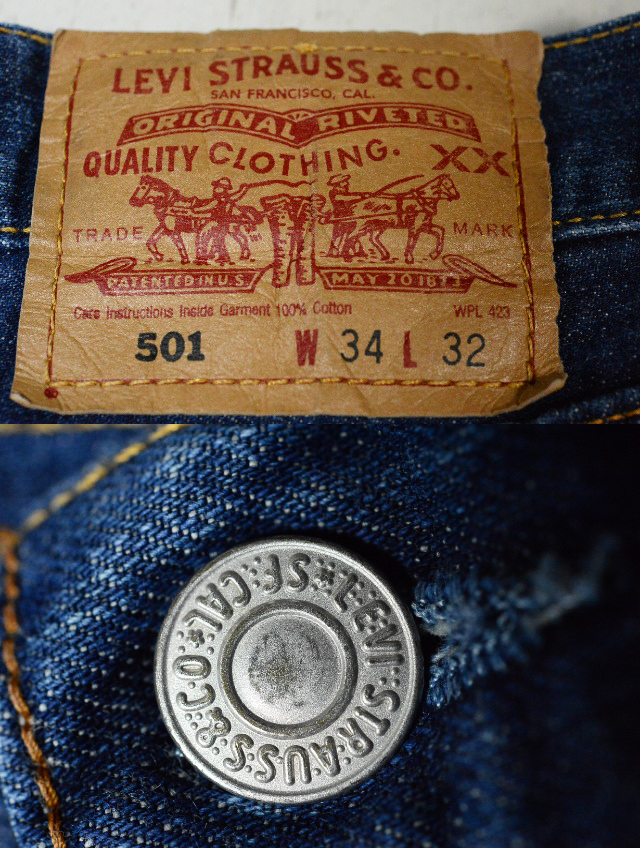 LEVI STRAUSS & CO.
SAN FRANCISCO, CAL.
ORIGINAL RIVETED
QUALITY CLOTHING. XX
TRADE MARK
PATENTED IN U.S MAY 20 1873
Care Instructions Inside Garment 100% Cotton WPL 423
501 W 34 L 32
LEVI STRAUSS & CO * S F CAL *